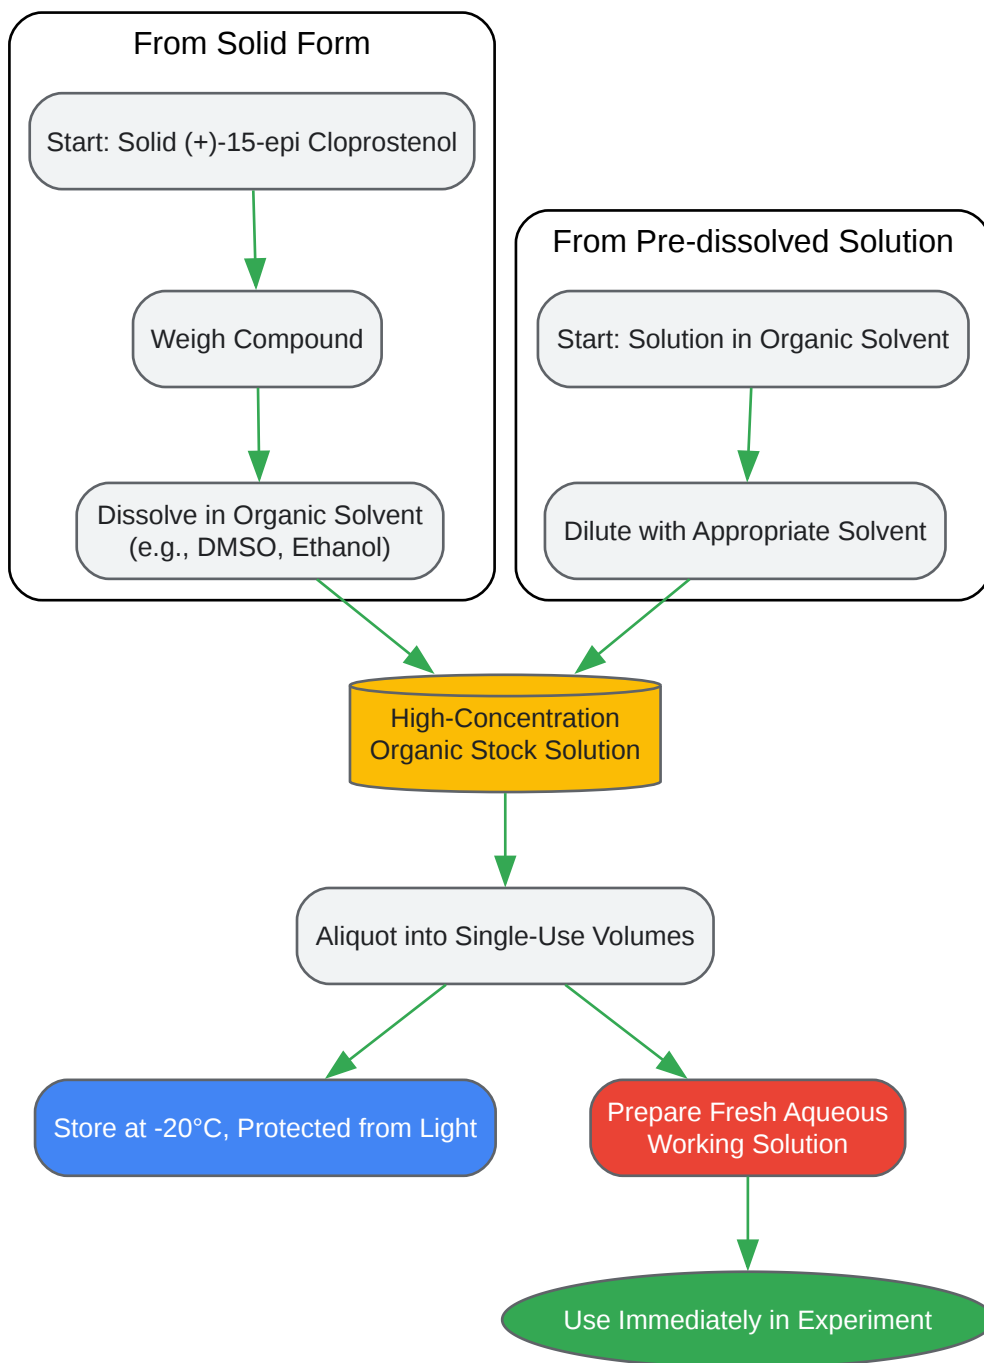 From Solid Form
Start: Solid (+)-15-epi Cloprostenol
Weigh Compound
Dissolve in Organic Solvent
(e.g., DMSO, Ethanol)
From Pre-dissolved Solution
Start: Solution in Organic Solvent
Dilute with Appropriate Solvent
High-Concentration
Organic Stock Solution
Aliquot into Single-Use Volumes
Store at -20°C, Protected from Light
Prepare Fresh Aqueous
Working Solution
Use Immediately in Experiment